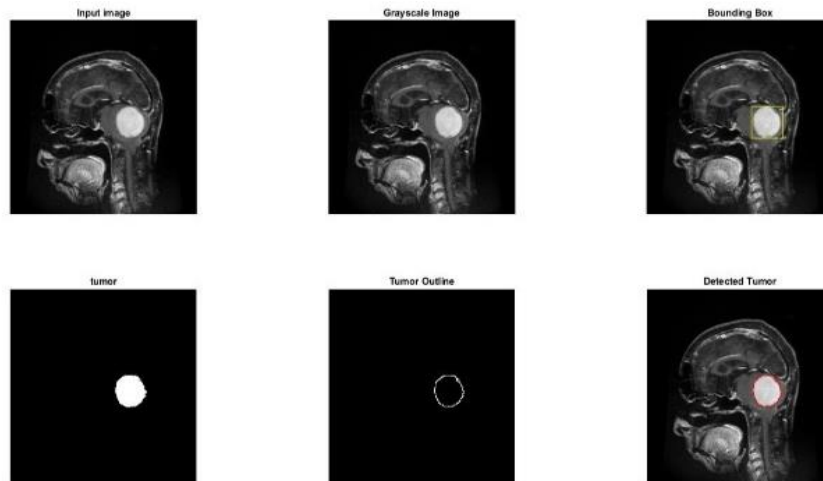 Input image
Grayscale Image
Bounding Box
tumor
Tumor Outline
Detected Tumor